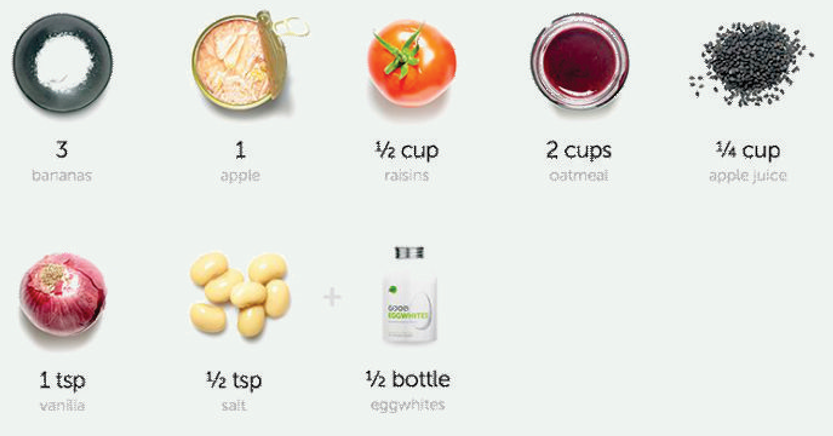 3
bananas
1
apple
½ cup
raisins
2 cups
oatmeal
¼ cup
apple juice
1 tsp
vanilla
½ tsp
salt
+
GOOD!
EGGWHITES
½ bottle
eggwhites